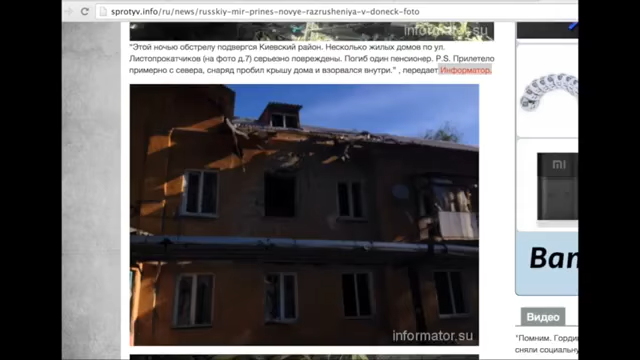 sprotyv.info/ru/news/russkiy-mir-prines-novye-razrusheniya-v-doneck-foto
informator.su
"Этой ночью обстрелу подвергся Киевский район. Несколько жилых домов по ул.
Листопрокатчиков (на фото д.7) серьезно повреждены. Погиб один пенсионер. P.S. Прилетело
примерно с севера, снаряд пробил крышу дома и взорвался внутри." , передает Информатор.
mi
Ban
informator.su
Видео
"Помним. Горди
сняли социальну